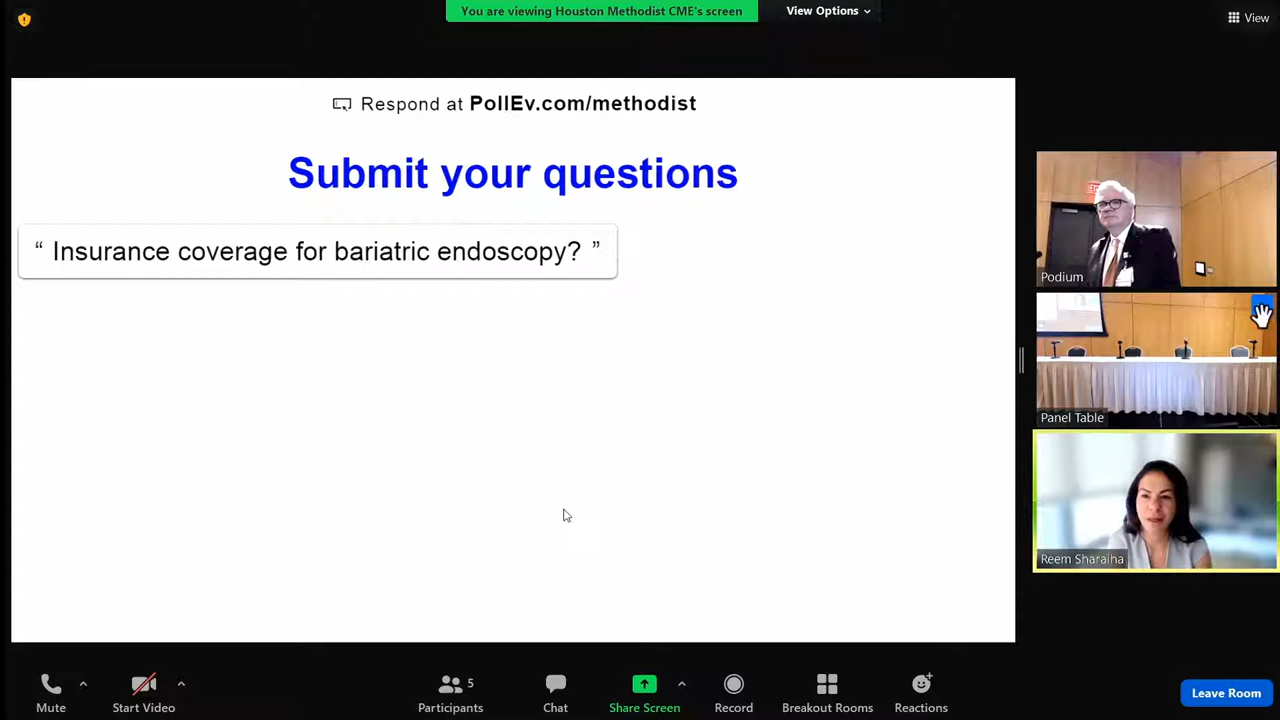 You are viewing Houston Methodist CME's screen
View Options
View
Respond at PollEv.com/methodist
Submit your questions
“ Insurance coverage for bariatric endoscopy? ”
Podium
Panel Table
Reem Sharaiha
Mute
Start Video
Participants
5
Chat
Share Screen
Record
Breakout Rooms
Reactions
Leave Room